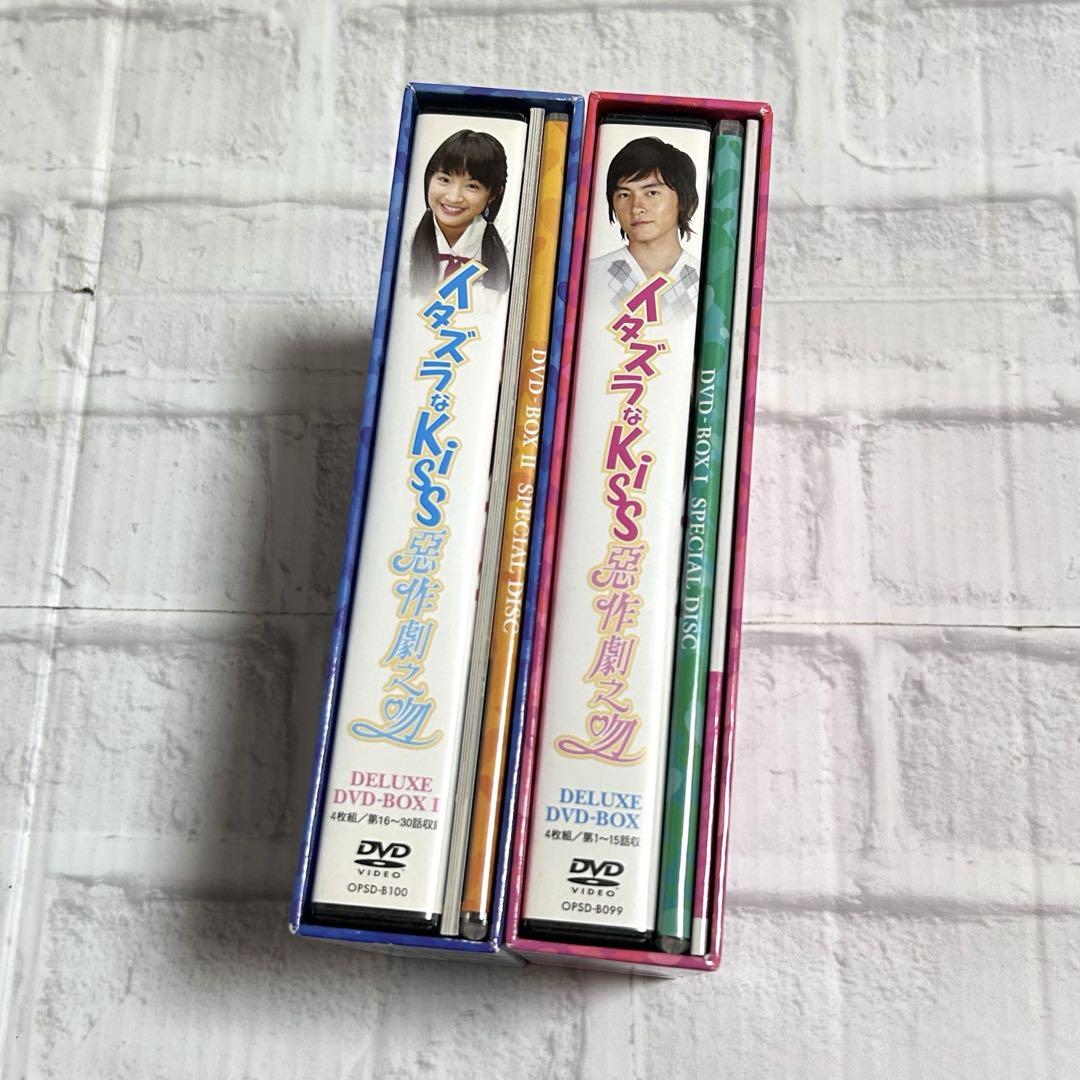 イタズラなKiss
惡作劇之吻
DELUXE
DVD-BOX I
4枚組/第16~30話収
DVD
VIDEO
OPSD-B100
DVD-BOX II SPECIAL DISC
イタズラなKiss
惡作劇之吻
DELUXE
DVD-BOX
4枚組/第1~15話収
DVD
VIDEO
OPSD-B099
DVD-BOX I SPECIAL DISC